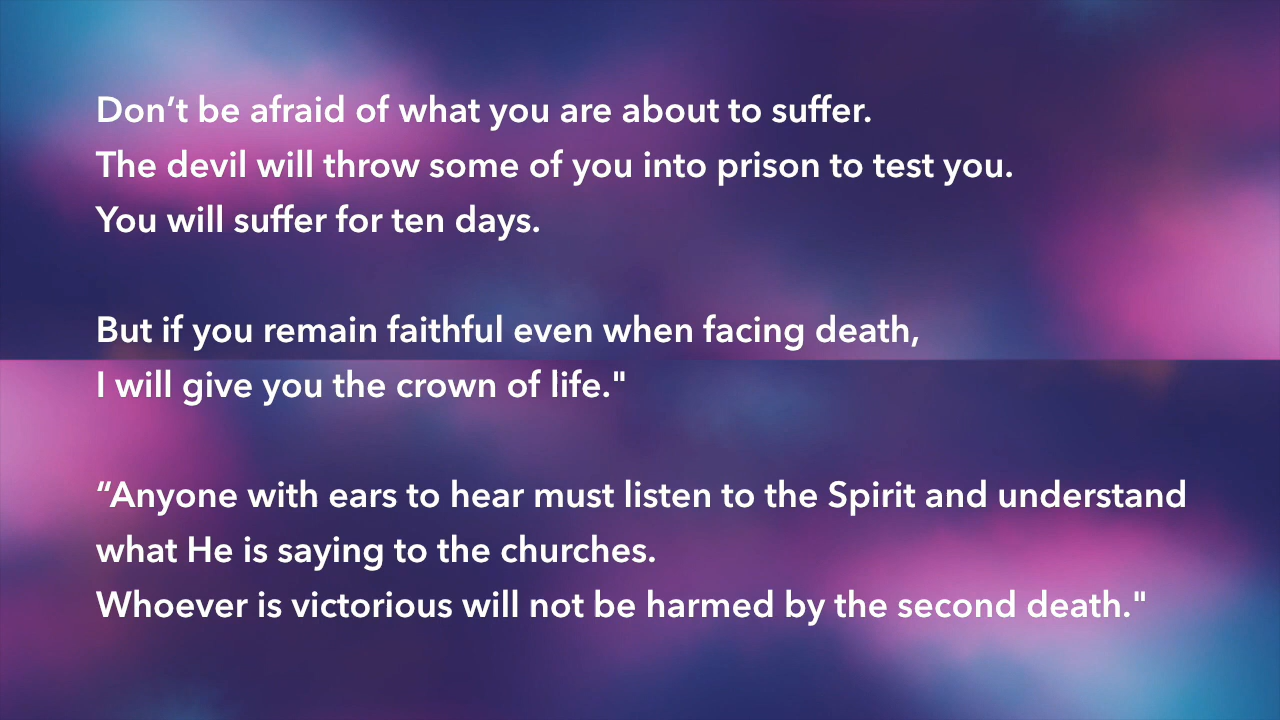 Don’t be afraid of what you are about to suffer.
The devil will throw some of you into prison to test you.
You will suffer for ten days.
But if you remain faithful even when facing death,
I will give you the crown of life."
“Anyone with ears to hear must listen to the Spirit and understand
what He is saying to the churches.
Whoever is victorious will not be harmed by the second death."